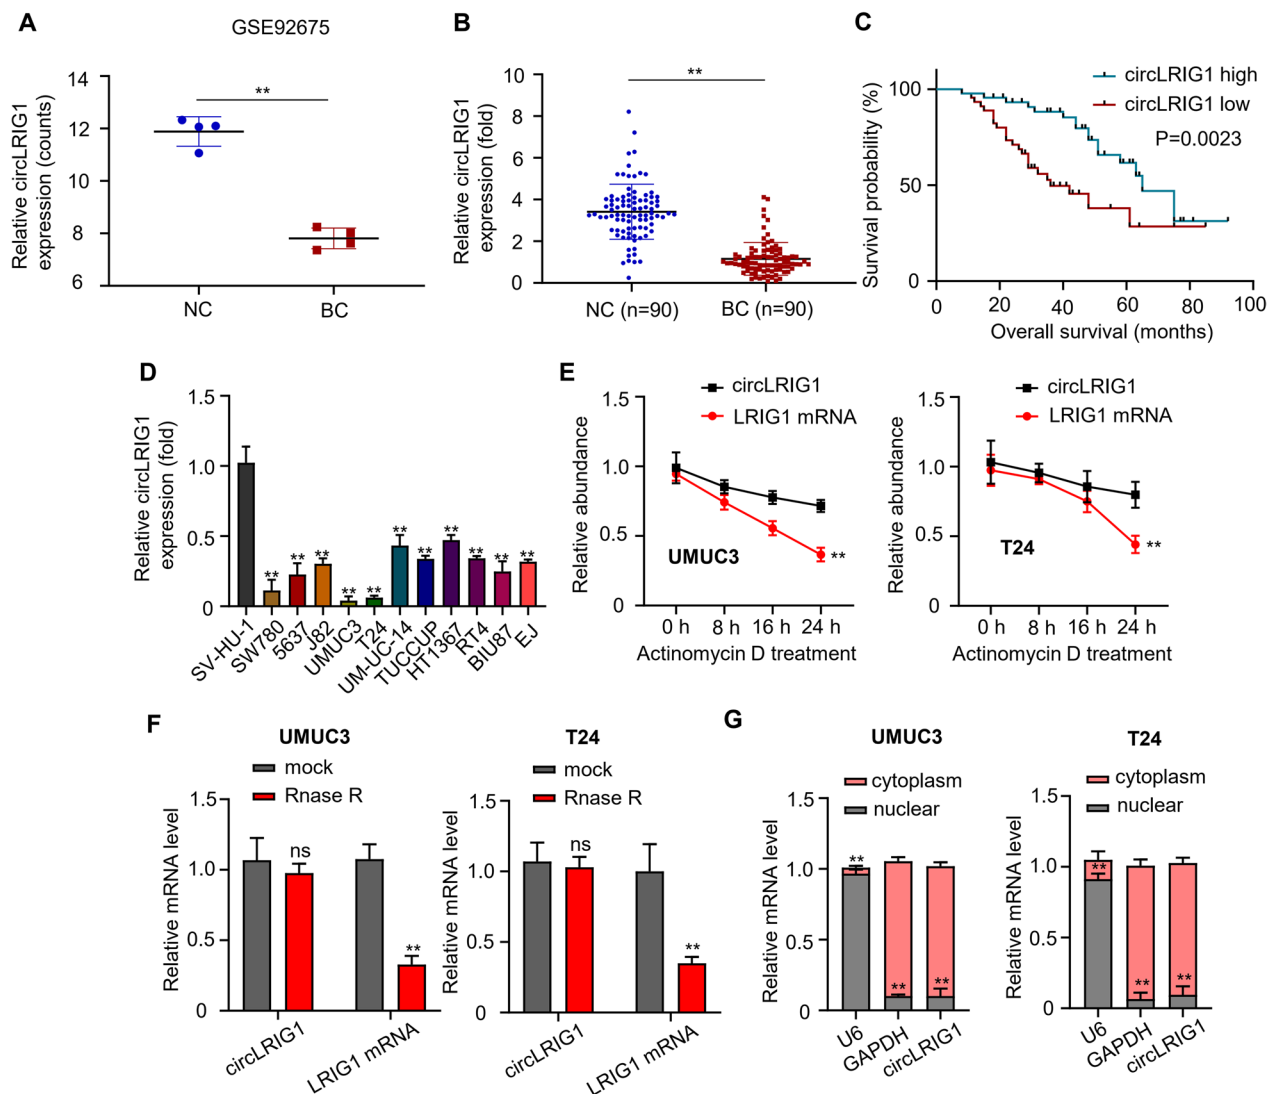 A
GSE92675
Relative circLRIG1
expression (counts)
14
12
10
8
6
**
NC
BC
B
Relative circLRIG1
expression (fold)
10
8
6
4
2
0
**
NC (n=90)
BC (n=90)
C
Survival probability (%)
100
50
0
circLRIG1 high
circLRIG1 low
P=0.0023
0
20
40
60
80
100
Overall survival (months)
D
Relative circLRIG1
expression (fold)
1.5
1.0
0.5
0
**
**
**
**
**
**
**
**
**
**
**
SV-HU-1
SW780
5637
J82
UMUC3
T24
UM-UC-14
TUCCUP
HT1367
RT4
BIU87
EJ
E
circLRIG1
LRIG1 mRNA
Relative abundance
1.5
1.0
0.5
0
UMUC3
**
0 h
8 h
16 h
24 h
Actinomycin D treatment
circLRIG1
LRIG1 mRNA
Relative abundance
1.5
1.0
0.5
0
T24
**
0 h
8 h
16 h
24 h
Actinomycin D treatment
F
UMUC3
mock
Rnase R
Relative mRNA level
1.5
1.0
0.5
0
ns
**
circLRIG1
LRIG1 mRNA
T24
mock
Rnase R
Relative mRNA level
1.5
1.0
0.5
0
ns
**
circLRIG1
LRIG1 mRNA
G
UMUC3
cytoplasm
nuclear
Relative mRNA level
1.5
1.0
0.5
0
**
**
**
U6
GAPDH
circLRIG1
T24
cytoplasm
nuclear
Relative mRNA level
1.5
1.0
0.5
0
**
**
**
U6
GAPDH
circLRIG1